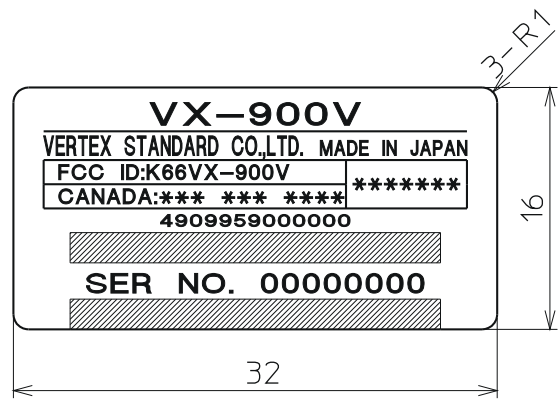 3-R1
VX-900V
VERTEX STANDARD CO.,LTD. MADE IN JAPAN
FCC ID:K66VX-900V
*******
CANADA:*** *** ****
4909959000000
SER NO. 00000000
16
32